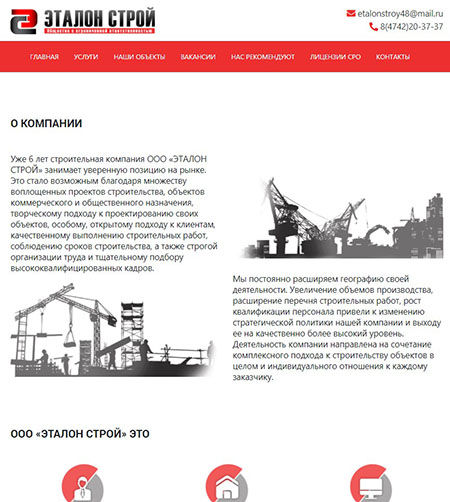 ЭТАЛОН СТРОЙ
Общество с ограниченной ответственностью
etalonstroy48@mail.ru
8(4742)20-37-37
ГЛАВНАЯ УСЛУГИ НАШИ ОБЪЕКТЫ ВАКАНСИИ НАС РЕКОМЕНДУЮТ ЛИЦЕНЗИИ СРО КОНТАКТЫ
О КОМПАНИИ
Уже 6 лет строительная компания ООО «ЭТАЛОН
СТРОЙ» занимает уверенную позицию на рынке.
Это стало возможным благодаря множеству
воплощенных проектов строительства, объектов
коммерческого и общественного назначения,
творческому подходу к проектированию своих
объектов, особому, открытому подходу к клиентам,
качественному выполнению строительных работ,
соблюдению сроков строительства, а также строгой
организации труда и тщательному подбору
высококвалифицированных кадров.
Мы постоянно расширяем географию своей
деятельности. Увеличение объемов производства,
расширение перечня строительных работ, рост
квалификации персонала привели к изменению
стратегической политики нашей компании и выходу
ее на качественно более высокий уровень.
Деятельность компании направлена на сочетание
комплексного подхода к строительству объектов в
целом и индивидуального отношения к каждому
заказчику.
ООО «ЭТАЛОН СТРОЙ» ЭТО